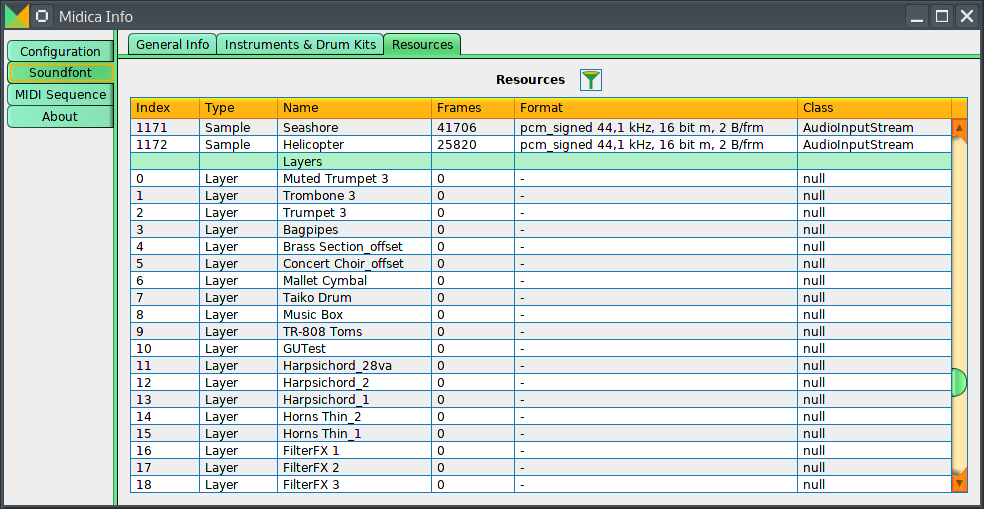 Midica Info
Configuration
Soundfont
MIDI Sequence
About
General Info Instruments & Drum Kits Resources
Resources
Index Type Name Frames Format Class
1171 Sample Seashore 41706 pcm_signed 44,1 kHz, 16 bit m, 2 B/frm AudioInputStream
1172 Sample Helicopter 25820 pcm_signed 44,1 kHz, 16 bit m, 2 B/frm AudioInputStream
Layers
0 Layer Muted Trumpet 3 0 - null
1 Layer Trombone 3 0 - null
2 Layer Trumpet 3 0 - null
3 Layer Bagpipes 0 - null
4 Layer Brass Section_offset 0 - null
5 Layer Concert Choir_offset 0 - null
6 Layer Mallet Cymbal 0 - null
7 Layer Taiko Drum 0 - null
8 Layer Music Box 0 - null
9 Layer TR-808 Toms 0 - null
10 Layer GUTest 0 - null
11 Layer Harpsichord_28va 0 - null
12 Layer Harpsichord_2 0 - null
13 Layer Harpsichord_1 0 - null
14 Layer Horns Thin_2 0 - null
15 Layer Horns Thin_1 0 - null
16 Layer FilterFX 1 0 - null
17 Layer FilterFX 2 0 - null
18 Layer FilterFX 3 0 - null